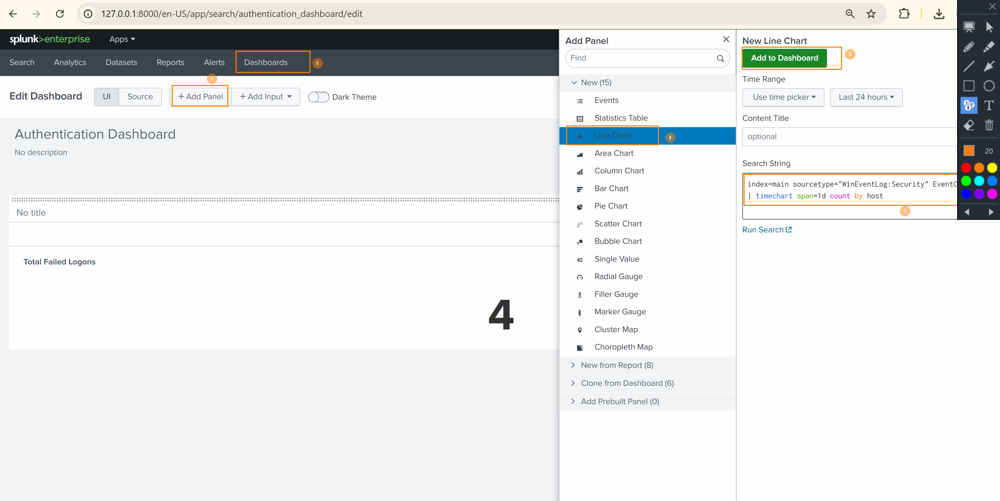 127.0.0.1:8000/en-US/app/search/authentication_dashboard/edit
splunk>enterprise Apps
Search Analytics Datasets Reports Alerts Dashboards 1
2
Edit Dashboard UI Source + Add Panel + Add Input Dark Theme
Authentication Dashboard
No description
No title
Total Failed Logons
4
Add Panel
Find
New (15)
Events
Statistics Table
Line Chart 3
Area Chart
Column Chart
Bar Chart
Pie Chart
Scatter Chart
Bubble Chart
42 Single Value
Radial Gauge
Filler Gauge
Marker Gauge
Cluster Map
Choropleth Map
New from Report (8)
Clone from Dashboard (6)
Add Prebuilt Panel (0)
New Line Chart
Add to Dashboard 5
Time Range
Use time picker Last 24 hours
Content Title
optional
Search String
index=main sourcetype="WinEventLog:Security" EventC
| timechart span=1d count by host
4
Run Search
T
20